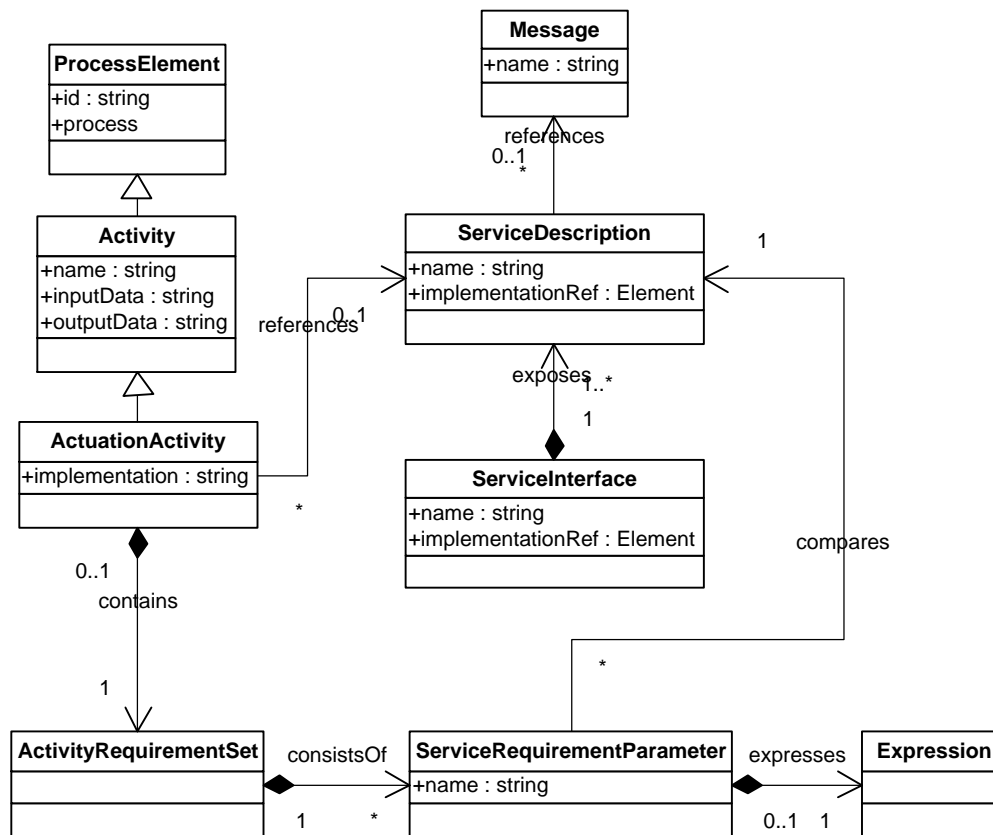 Message
+name : string
ProcessElement
+id : string
+process
references
0..1
*
Activity
+name : string
+inputData : string
+outputData : string
ServiceDescription
+name : string
+implementationRef : Element
1
references
0..1
exposes
1..*
1
ActuationActivity
+implementation : string
*
ServiceInterface
+name : string
+implementationRef : Element
compares
0..1
contains
1
*
ActivityRequirementSet
consistsOf
1
*
ServiceRequirementParameter
+name : string
expresses
0..1
1
Expression